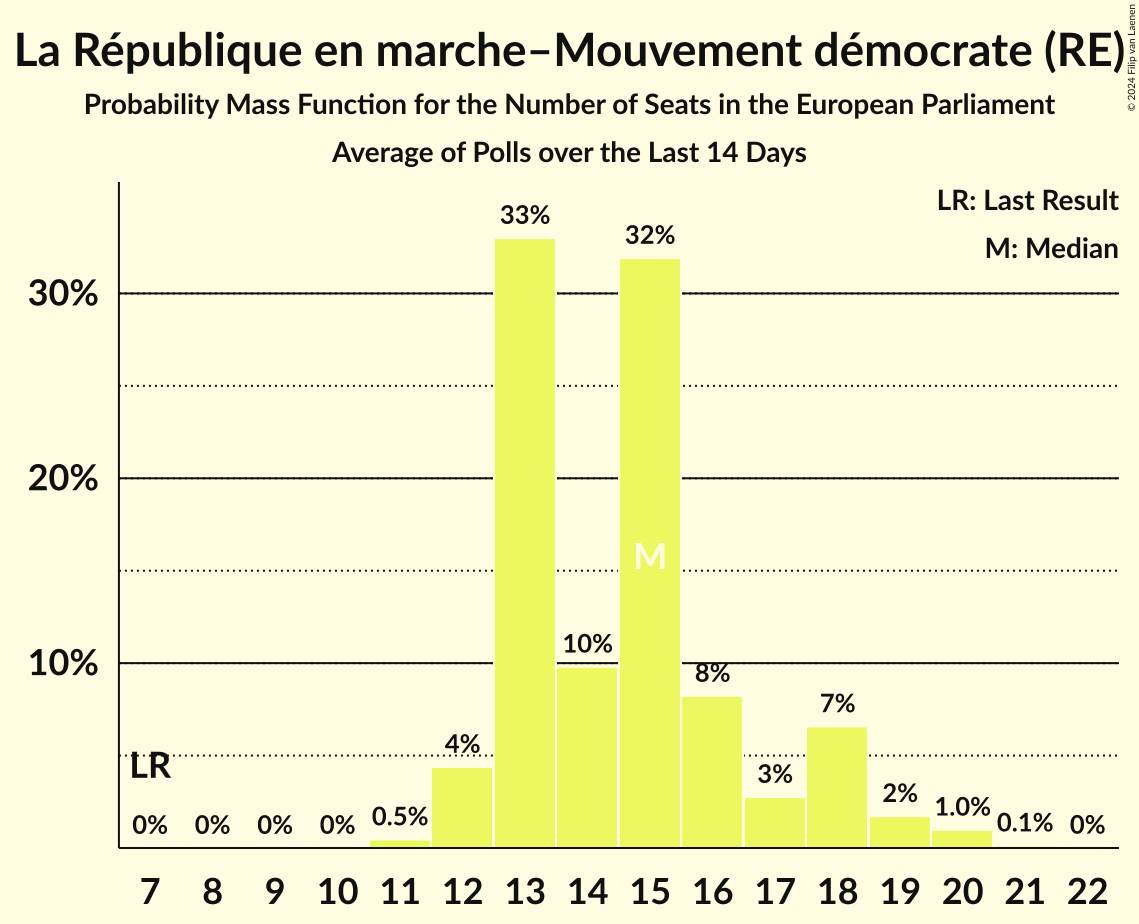 La République en marche–Mouvement démocrate (RE)
Probability Mass Function for the Number of Seats in the European Parliament
Average of Polls over the Last 14 Days
© 2024 Filip van Laenen
LR: Last Result
M: Median
33%
32%
30%
20%
M
10%
10%
8%
7%
4%
LR
3%
2%
1.0%
0.5%
0.1%
0% 0% 0% 0% 0%
7 8 9 10 11 12 13 14 15 16 17 18 19 20 21 22